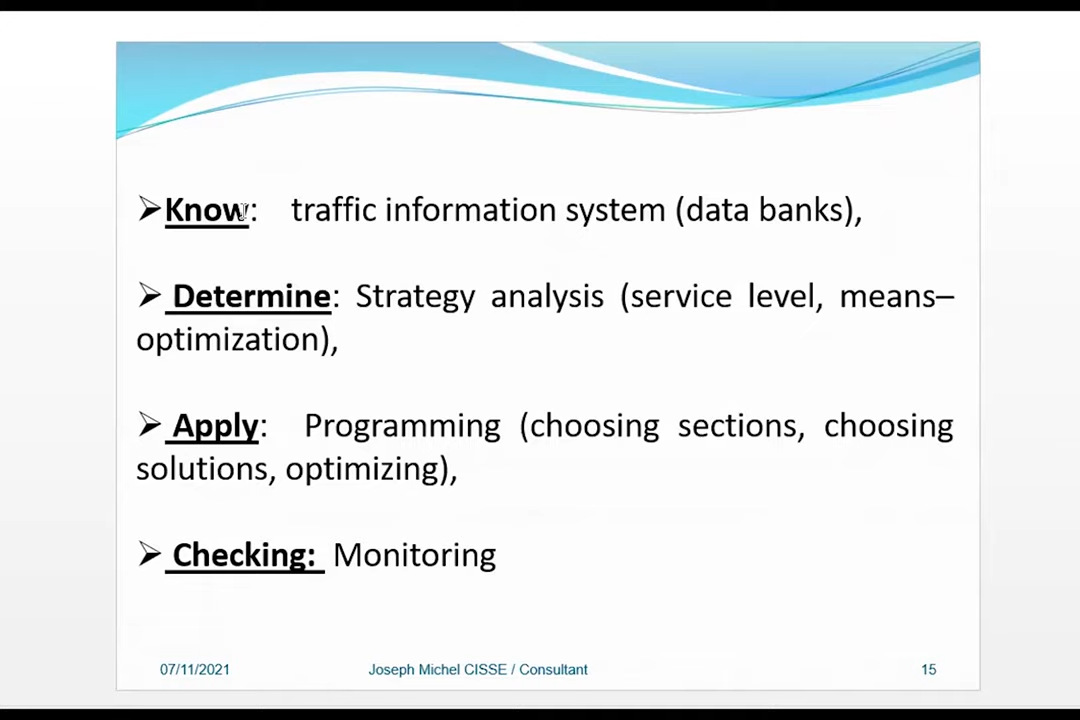 ➢Know: traffic information system (data banks),
➢ Determine: Strategy analysis (service level, means–
optimization),
➢ Apply: Programming (choosing sections, choosing
solutions, optimizing),
➢ Checking: Monitoring
07/11/2021 Joseph Michel CISSE / Consultant 15